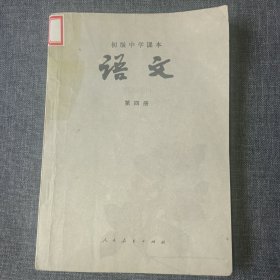 初级中学课本
语文
第四册
人民教育出版社